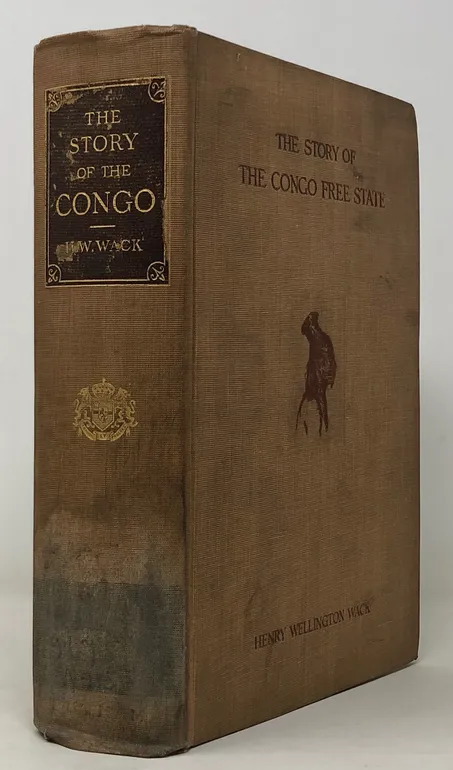 THE
STORY
OF THE
CONGO
H.W. WACK
THE STORY OF
THE CONGO FREE STATE
HENRY WELLINGTON WACK